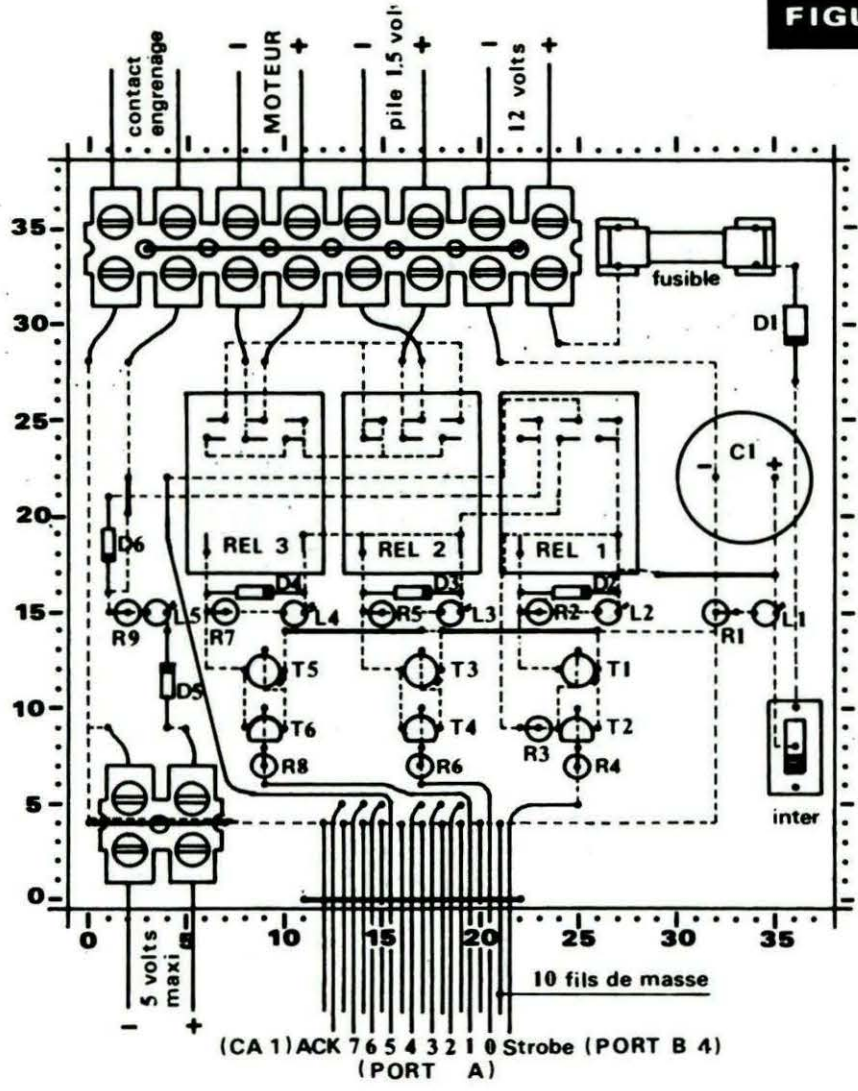 FIGU
contact
engrenage
- MOTEUR +
- pile 1.5 vol +
- 12 volts +
35
30
25
20
15
10
5
0
fusible
D1
C1
- +
REL 3
REL 2
REL 1
D6
D4
D3
D2
R9
L5
R7
L4
R5
L3
R2
L2
R1
L1
D5
T5
T3
T1
T6
T4
R3
T2
R8
R6
R4
inter
0 5 10 15 20 25 30 35
5 volts
maxi
- +
10 fils de masse
(CA 1) ACK 7 6 5 4 3 2 1 0 Strobe (PORT B 4)
(PORT A)